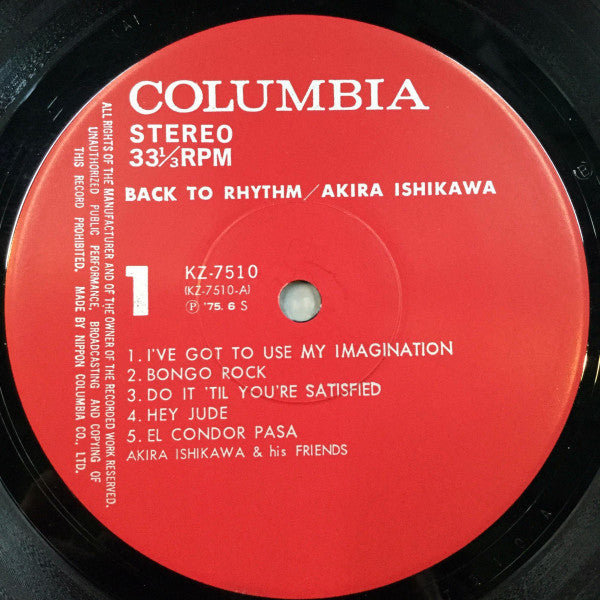 COLUMBIA
STEREO
33⅓RPM
BACK TO RHYTHM/AKIRA ISHIKAWA
1
KZ-7510
(KZ-7510-A)
Ⓟ '75. 6 S
1. I'VE GOT TO USE MY IMAGINATION
2. BONGO ROCK
3. DO IT 'TIL YOU'RE SATISFIED
4. HEY JUDE
5. EL CONDOR PASA
AKIRA ISHIKAWA & his FRIENDS
ALL RIGHTS OF THE MANUFACTURER AND OF THE OWNER OF THE RECORDED WORK RESERVED.
UNAUTHORIZED PUBLIC PERFORMANCE, BROADCASTING AND COPYING OF
THIS RECORD PROHIBITED. MADE BY NIPPON COLUMBIA CO., LTD.